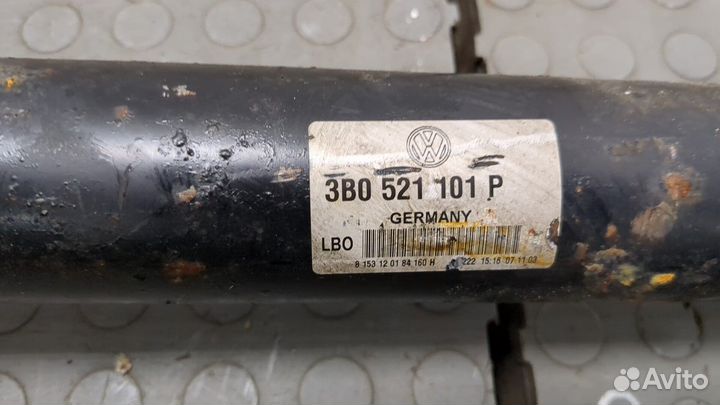 3B0 521 101 P
GERMANY
LBO
8 153 12 01 84 160 H 222 15:16 07 11 03
Avito